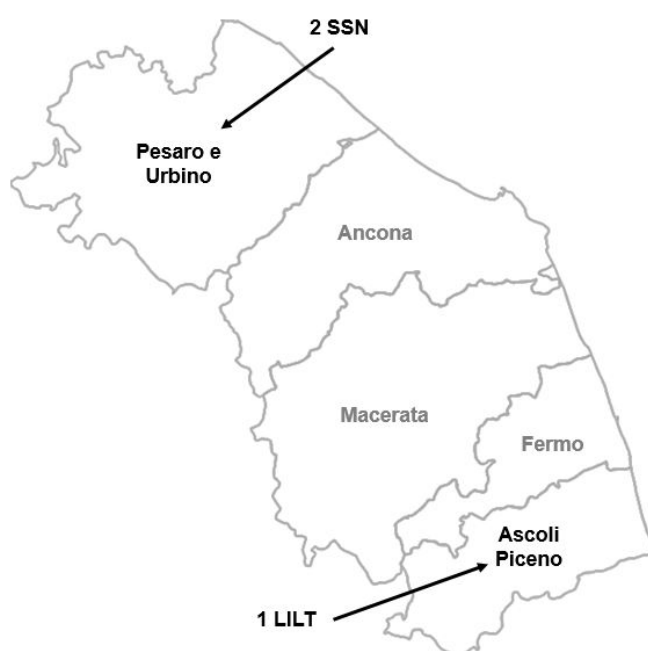 2 SSN
Pesaro e
Urbino
Ancona
Macerata
Fermo
Ascoli
Piceno
1 LILT